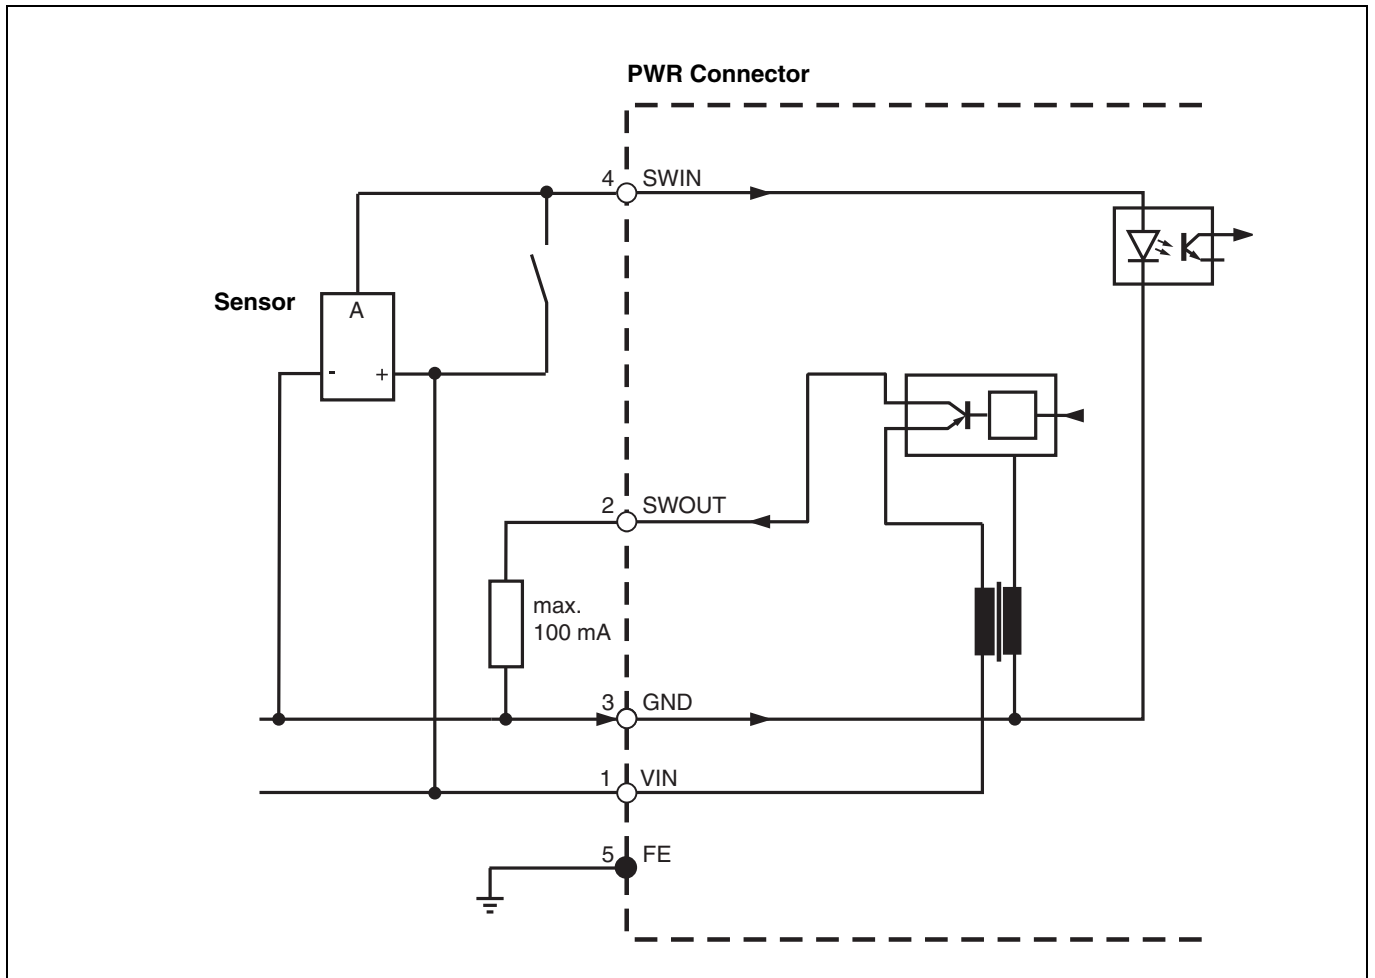 PWR Connector
4 SWIN
Sensor
A
- +
2 SWOUT
max.
100 mA
3 GND
1 VIN
5 FE